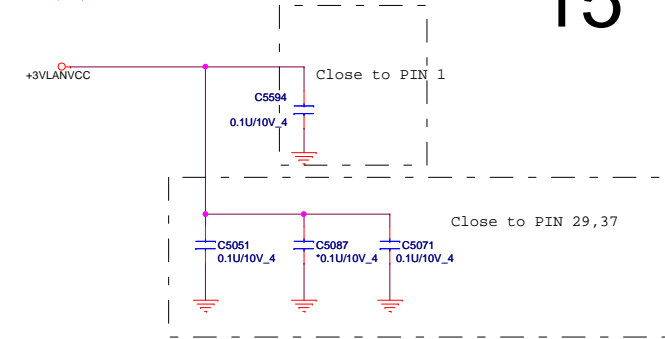 15
+3VLANVCC
Close to PIN 1
C5594
0.1U/10V_4
Close to PIN 29,37
C5051
0.1U/10V_4
C5087
*0.1U/10V_4
C5071
0.1U/10V_4